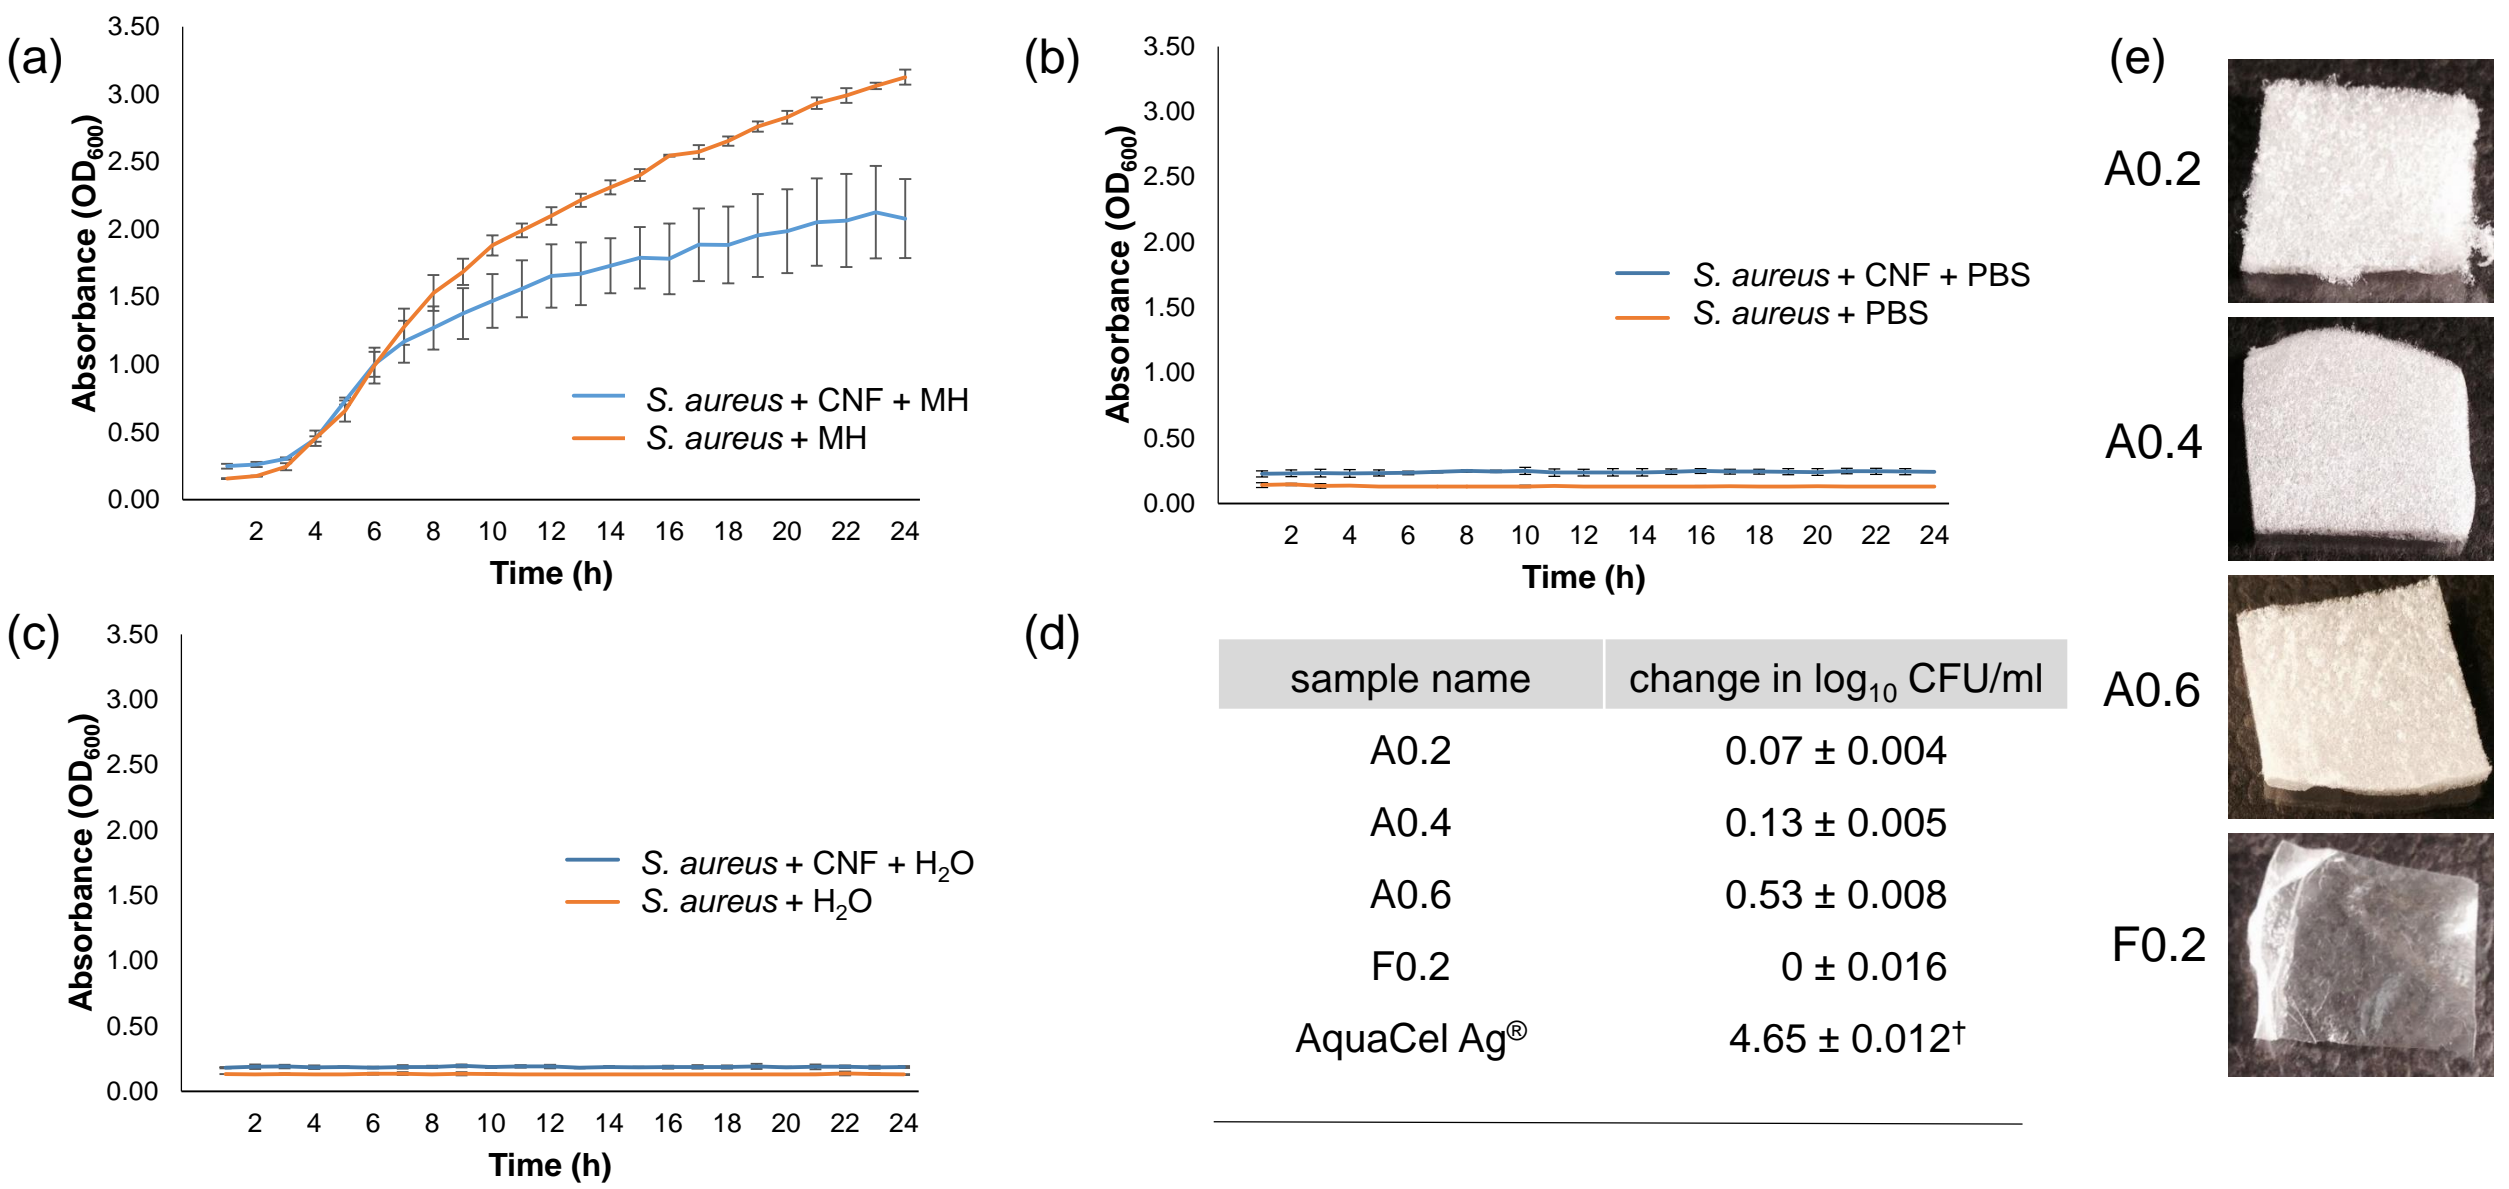 (a)
3.50
3.00
2.50
2.00
1.50
1.00
0.50
0.00
Absorbance (OD600)
2 4 6 8 10 12 14 16 18 20 22 24
Time (h)
S. aureus + CNF + MH
S. aureus + MH
(b)
3.50
3.00
2.50
2.00
1.50
1.00
0.50
0.00
Absorbance (OD600)
2 4 6 8 10 12 14 16 18 20 22 24
Time (h)
S. aureus + CNF + PBS
S. aureus + PBS
(c)
3.50
3.00
2.50
2.00
1.50
1.00
0.50
0.00
Absorbance (OD600)
2 4 6 8 10 12 14 16 18 20 22 24
Time (h)
S. aureus + CNF + H2O
S. aureus + H2O
(d)
sample name change in log10 CFU/ml
A0.2 0.07 ± 0.004
A0.4 0.13 ± 0.005
A0.6 0.53 ± 0.008
F0.2 0 ± 0.016
AquaCel Ag® 4.65 ± 0.012†
(e)
A0.2
A0.4
A0.6
F0.2